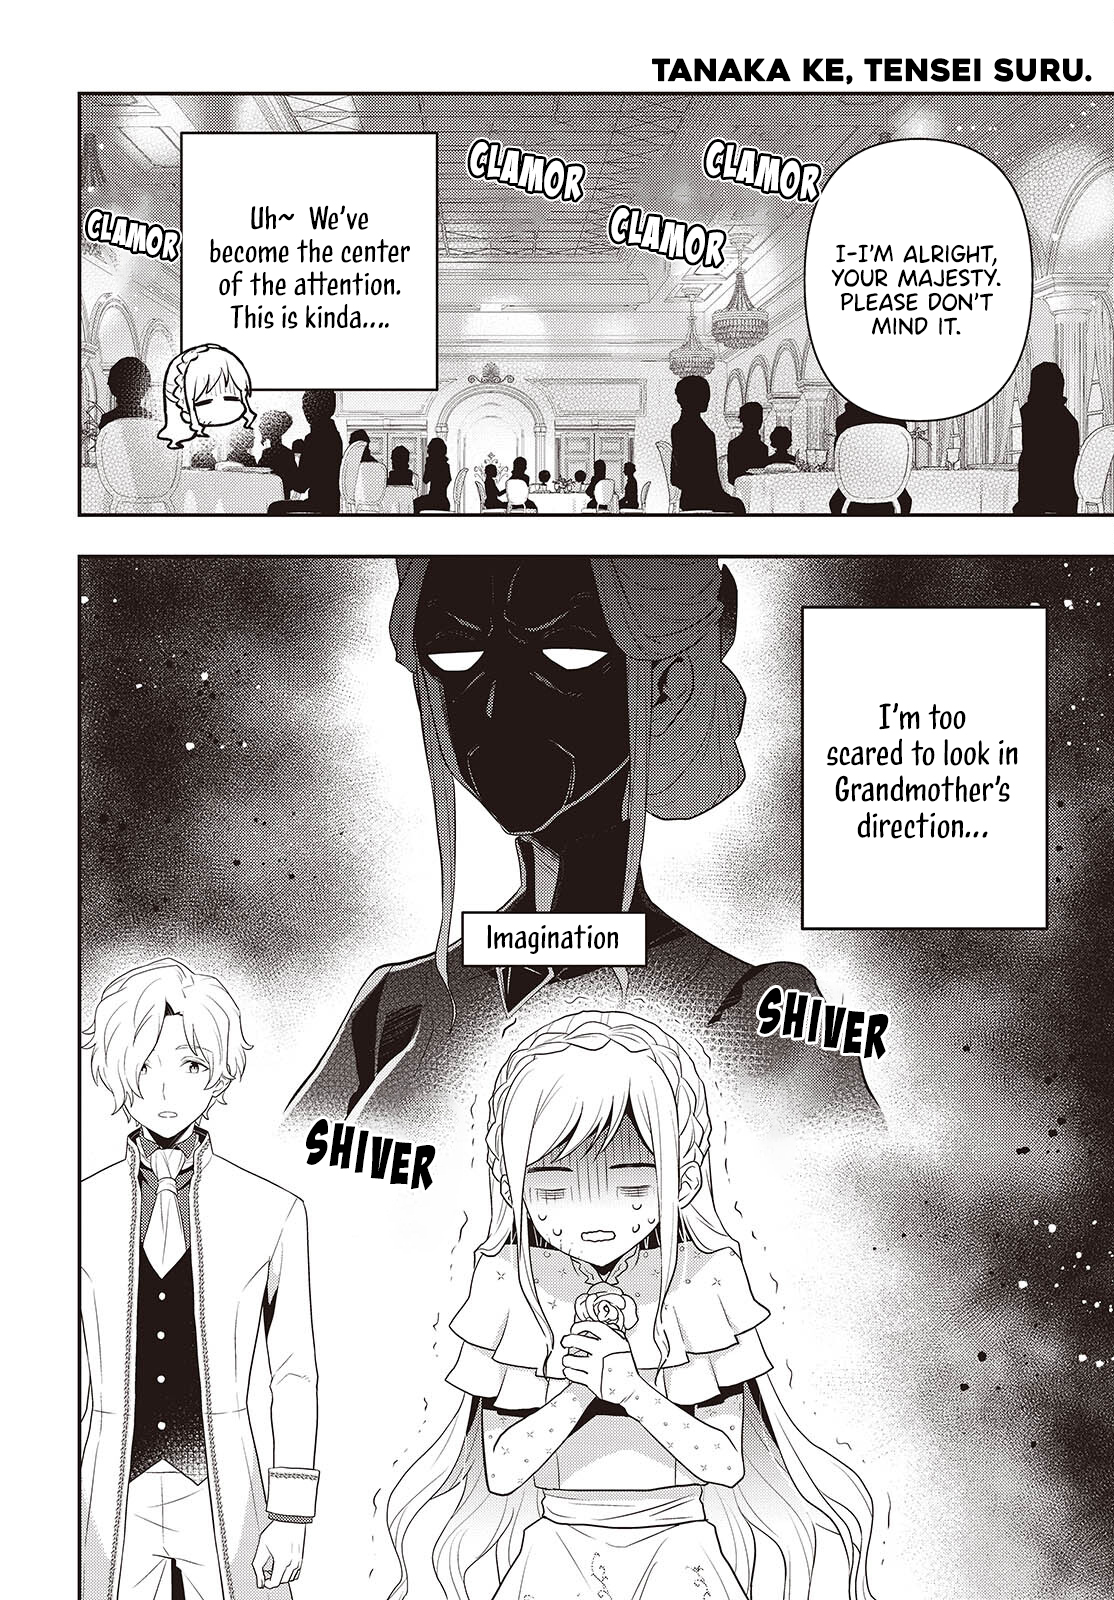 TANAKA KE, TENSEI SURU.
CLAMOR
CLAMOR
CLAMOR
CLAMOR
I-I'M ALRIGHT,
YOUR MAJESTY.
PLEASE DON'T
MIND IT.
Uh~ We've
become the center
of the attention.
This is kinda....
I'm too
scared to look in
Grandmother's
direction...
Imagination
SHIVER
SHIVER